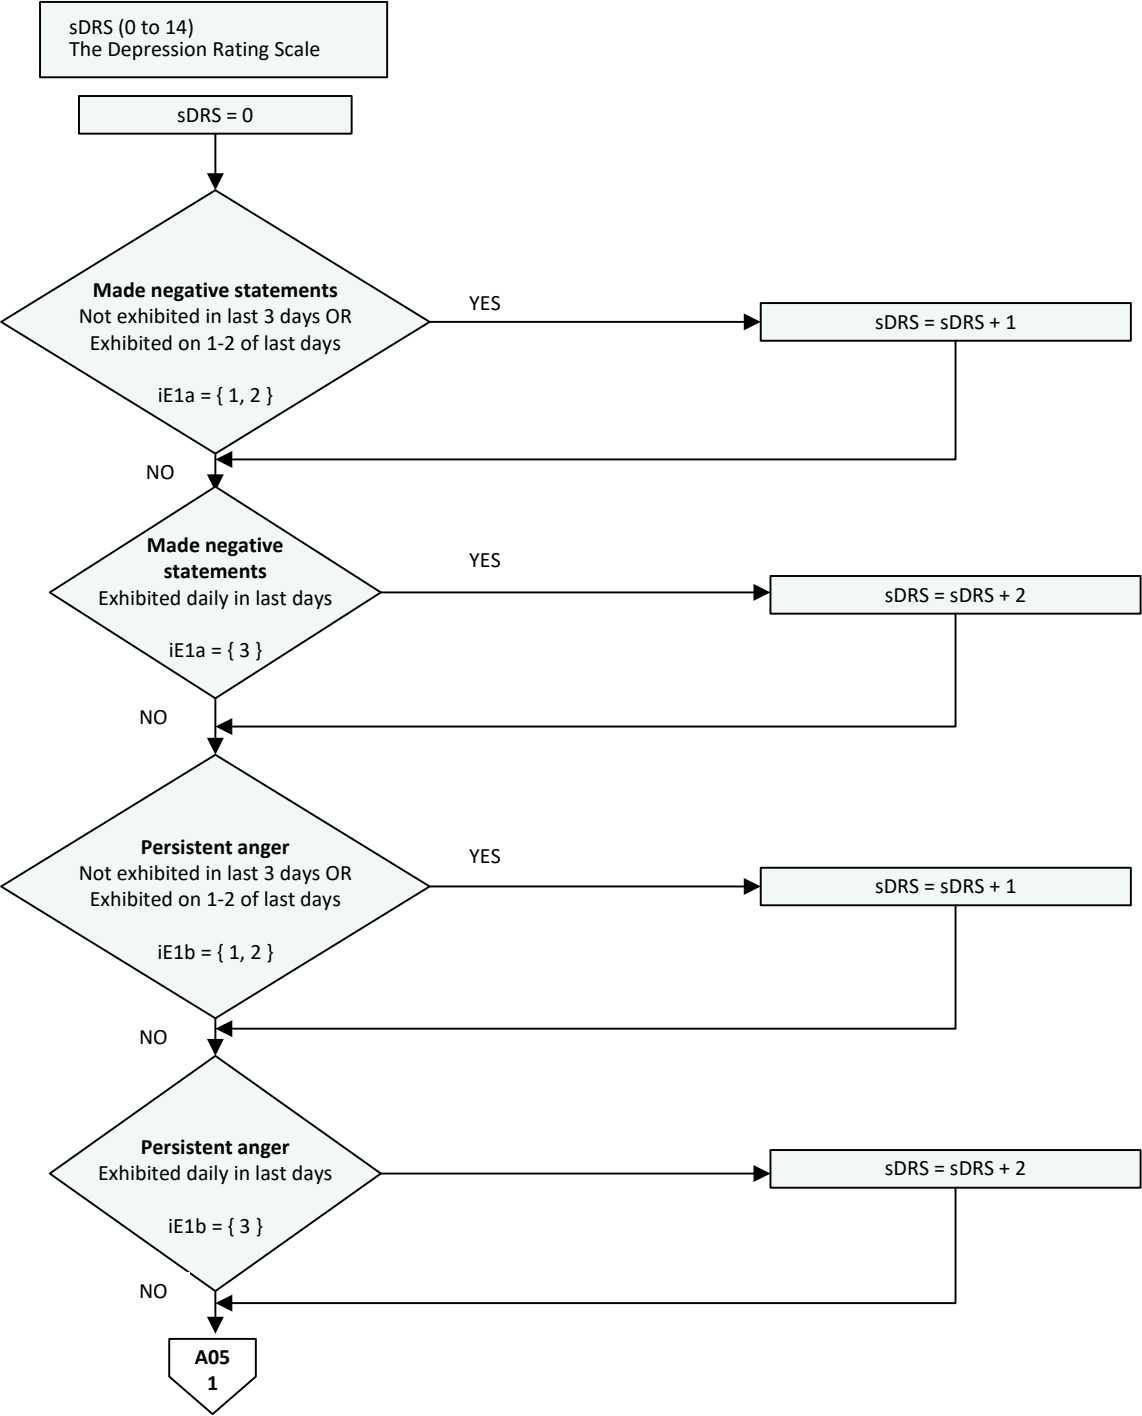 sDRS (0 to 14)
The Depression Rating Scale
sDRS = 0
Made negative statements
Not exhibited in last 3 days OR
Exhibited on 1-2 of last days
iE1a = { 1, 2 }
YES
sDRS = sDRS + 1
NO
Made negative
statements
Exhibited daily in last days
iE1a = { 3 }
YES
sDRS = sDRS + 2
NO
Persistent anger
Not exhibited in last 3 days OR
Exhibited on 1-2 of last days
iE1b = { 1, 2 }
YES
sDRS = sDRS + 1
NO
Persistent anger
Exhibited daily in last days
iE1b = { 3 }
sDRS = sDRS + 2
NO
A05
1